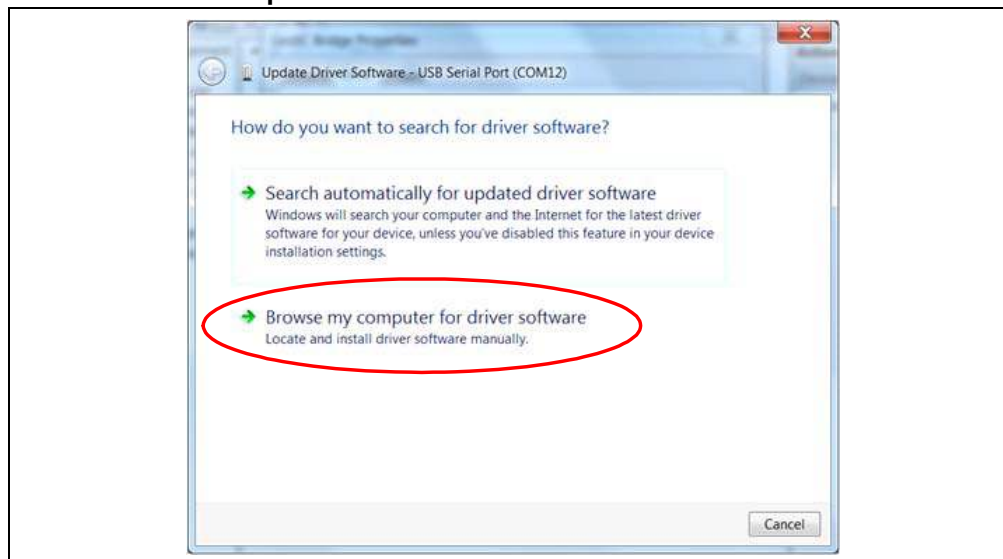 Update Driver Software - USB Serial Port (COM12)
How do you want to search for driver software?
Search automatically for updated driver software
Windows will search your computer and the Internet for the latest driver
software for your device, unless you've disabled this feature in your device
installation settings.
Browse my computer for driver software
Locate and install driver software manually.
Cancel